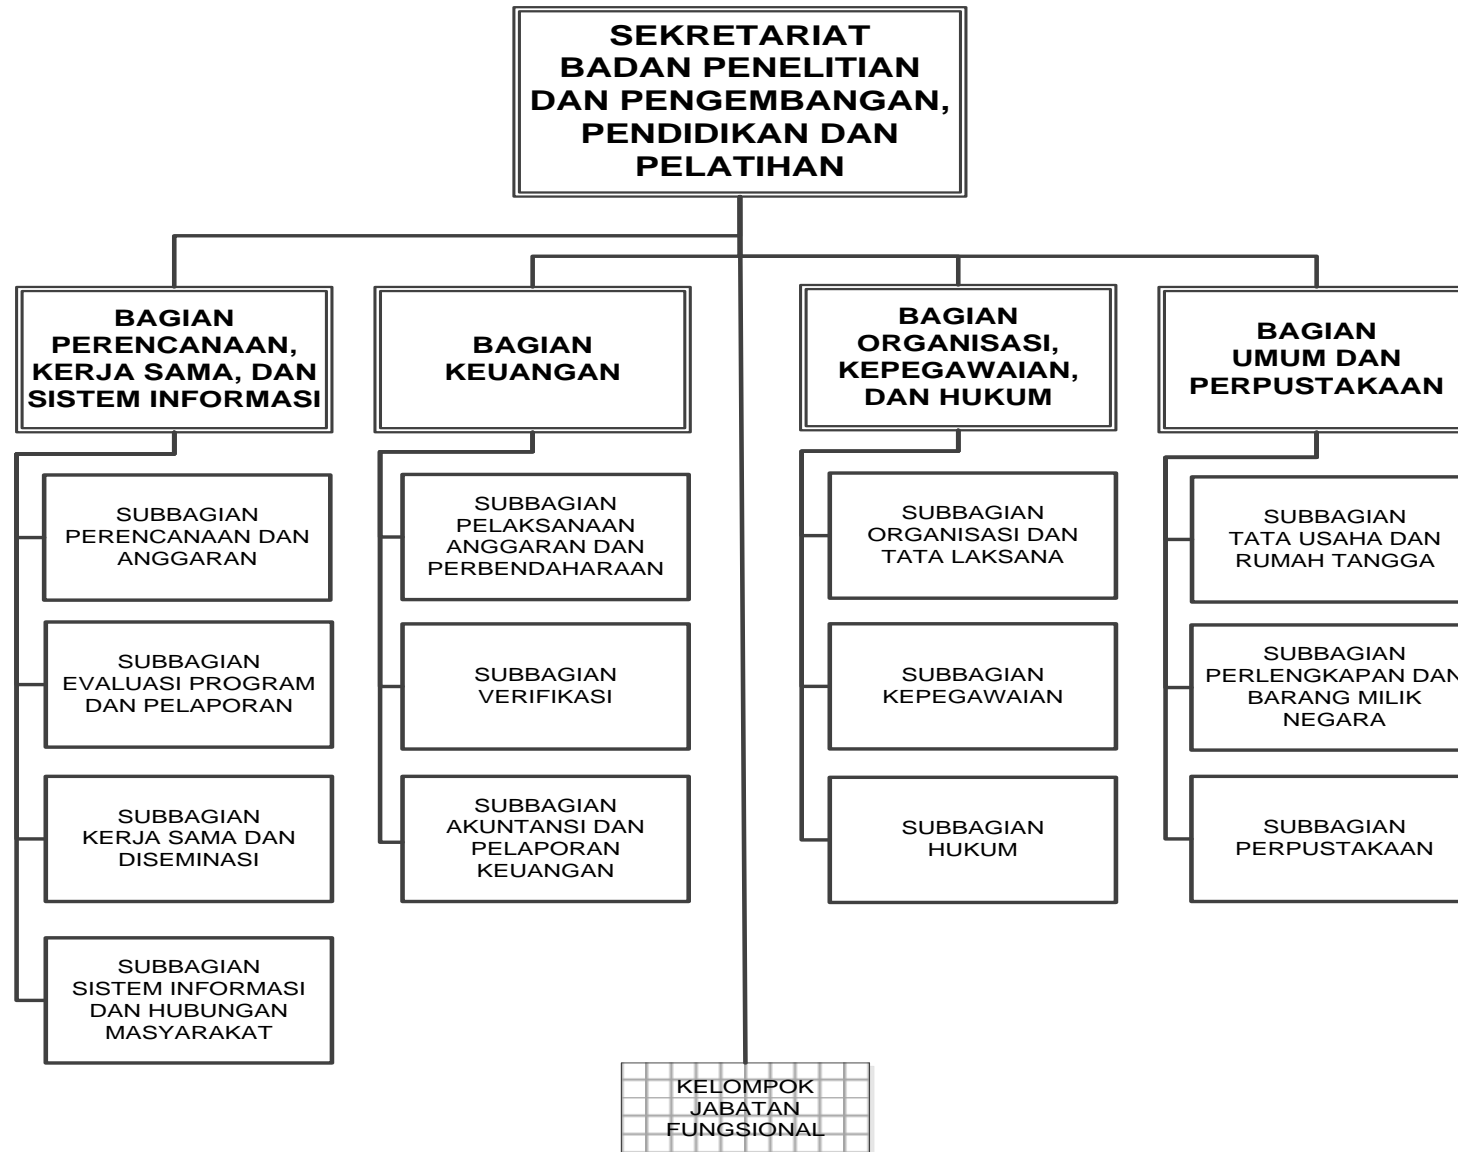 SEKRETARIAT
BADAN PENELITIAN
DAN PENGEMBANGAN,
PENDIDIKAN DAN
PELATIHAN
BAGIAN
PERENCANAAN,
KERJA SAMA, DAN
SISTEM INFORMASI
SUBBAGIAN
PERENCANAAN DAN
ANGGARAN
SUBBAGIAN
EVALUASI PROGRAM
DAN PELAPORAN
SUBBAGIAN
KERJA SAMA DAN
DISEMINASI
SUBBAGIAN
SISTEM INFORMASI
DAN HUBUNGAN
MASYARAKAT
BAGIAN
KEUANGAN
SUBBAGIAN
PELAKSANAAN
ANGGARAN DAN
PERBENDAHARAAN
SUBBAGIAN
VERIFIKASI
SUBBAGIAN
AKUNTANSI DAN
PELAPORAN
KEUANGAN
BAGIAN
ORGANISASI,
KEPEGAWAIAN,
DAN HUKUM
SUBBAGIAN
ORGANISASI DAN
TATA LAKSANA
SUBBAGIAN
KEPEGAWAIAN
SUBBAGIAN
HUKUM
BAGIAN
UMUM DAN
PERPUSTAKAAN
SUBBAGIAN
TATA USAHA DAN
RUMAH TANGGA
SUBBAGIAN
PERLENGKAPAN DAN
BARANG MILIK
NEGARA
SUBBAGIAN
PERPUSTAKAAN
KELOMPOK
JABATAN
FUNGSIONAL